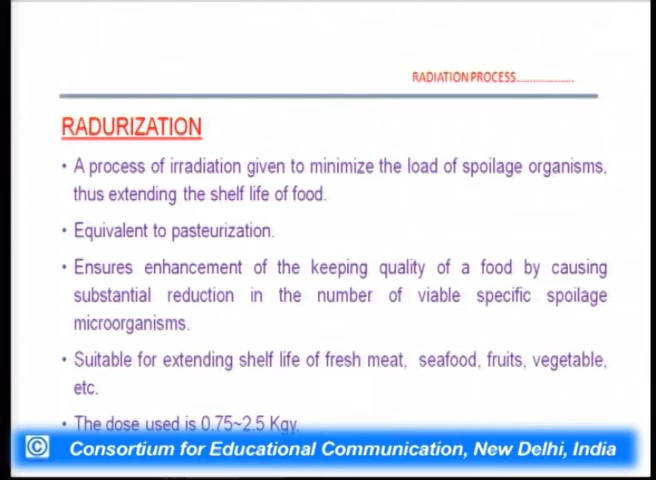 RADIATION PROCESS......................
RADURIZATION
• A process of irradiation given to minimize the load of spoilage organisms,
thus extending the shelf life of food.
• Equivalent to pasteurization.
• Ensures enhancement of the keeping quality of a food by causing
substantial reduction in the number of viable specific spoilage
microorganisms.
• Suitable for extending shelf life of fresh meat, seafood, fruits, vegetable,
etc.
• The dose used is 0.75~2.5 Kgy.
© Consortium for Educational Communication, New Delhi, India